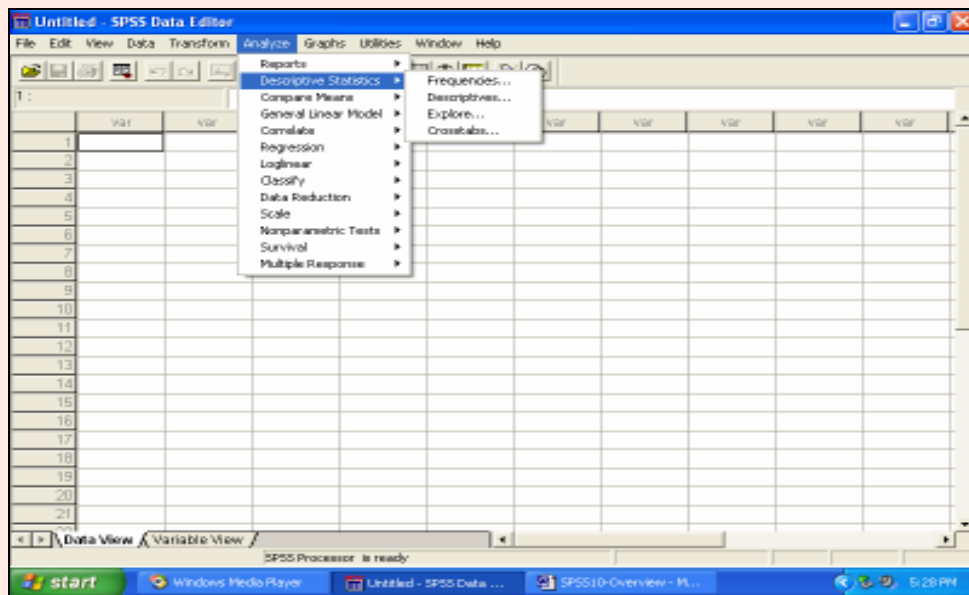 Untitled - SPSS Data Editor
File Edit View Data Transform Analyze Graphs Utilities Window Help
1 :
Reports
Descriptive Statistics
Compare Means
General Linear Model
Correlate
Regression
Loglinear
Classify
Data Reduction
Scale
Nonparametric Tests
Survival
Multiple Response
Frequencies...
Descriptives...
Explore...
Crosstabs...
var var var var var var var
1
2
3
4
5
6
7
8
9
10
11
12
13
14
15
16
17
18
19
20
21
Data View Variable View
SPSS Processor is ready
start Windows Media Player Untitled - SPSS Data ... SPSS10-Overview - M... 5:28 PM